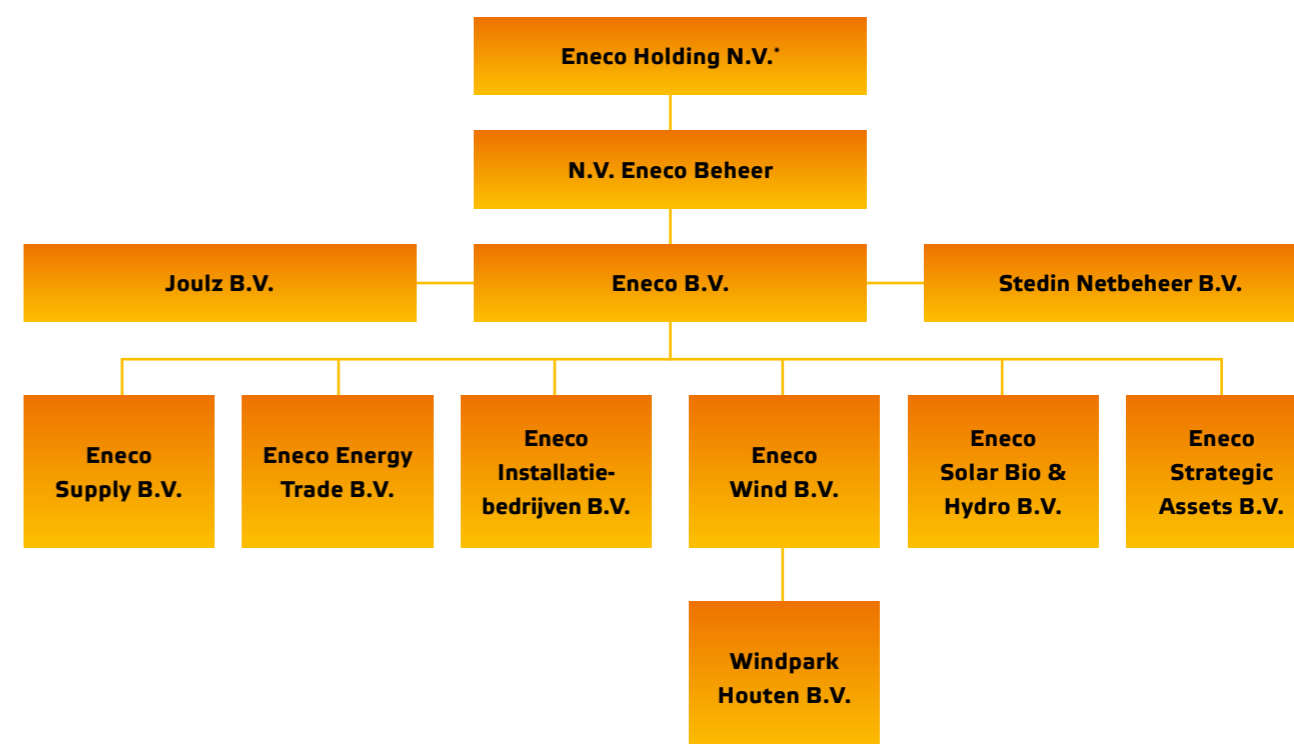 Eneco Holding N.V.*
N.V. Eneco Beheer
Joulz B.V.
Eneco B.V.
Stedin Netbeheer B.V.
Eneco
Supply B.V.
Eneco Energy
Trade B.V.
Eneco
Installatie-
bedrijven B.V.
Eneco
Wind B.V.
Eneco
Solar Bio &
Hydro B.V.
Eneco
Strategic
Assets B.V.
Windpark
Houten B.V.